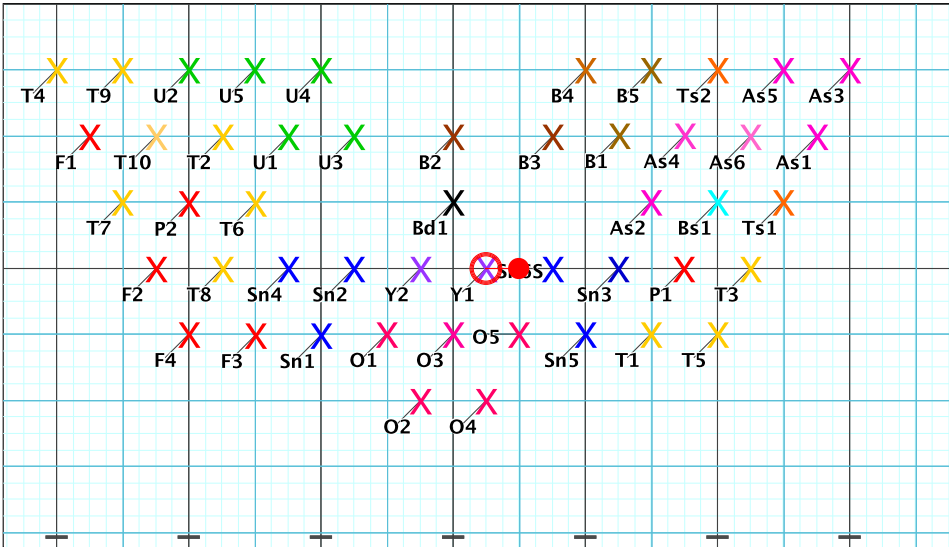 T4 T9 U2 U5 U4 B4 B5 Ts2 As5 As3
F1 T10 T2 U1 U3 B2 B3 B1 As4 As6 As1
T7 P2 T6 Bd1 As2 Bs1 Ts1
F2 T8 Sn4 Sn2 Y2 Y1 Sn3 P1 T3
F4 F3 Sn1 O1 O3 O5 Sn5 T1 T5
O2 O4